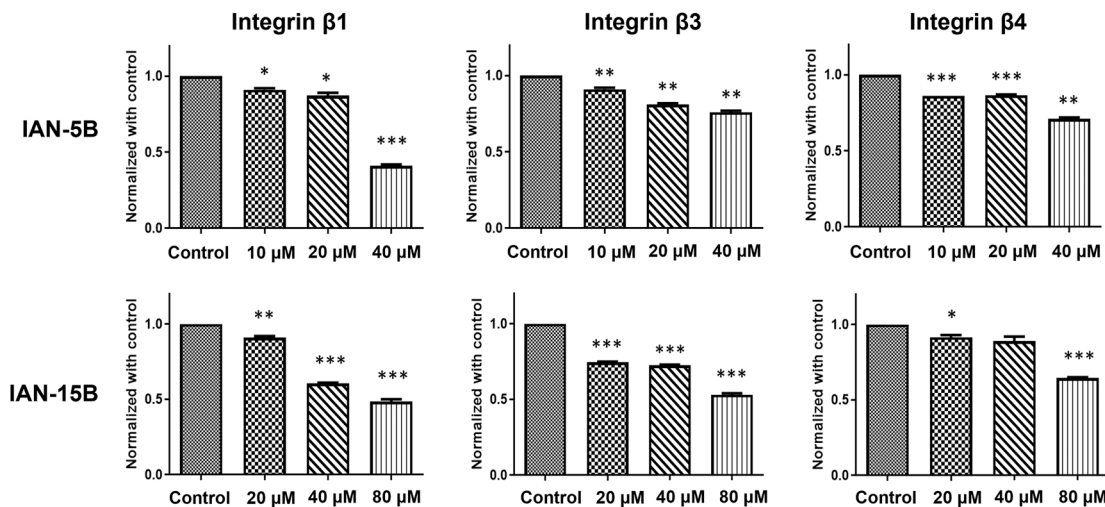 Integrin β1
Integrin β3
Integrin β4
IAN-5B
Normalized with control
1.0
0.5
0.0
*
*
***
Control
10 μM
20 μM
40 μM
Normalized with control
1.0
0.5
0.0
**
**
**
Control
10 μM
20 μM
40 μM
Normalized with control
1.0
0.5
0.0
***
***
**
Control
10 μM
20 μM
40 μM
IAN-15B
Normalized with control
1.0
0.5
0.0
**
***
***
Control
20 μM
40 μM
80 μM
Normalized with control
1.0
0.5
0.0
***
***
***
Control
20 μM
40 μM
80 μM
Normalized with control
1.0
0.5
0.0
*
***
Control
20 μM
40 μM
80 μM